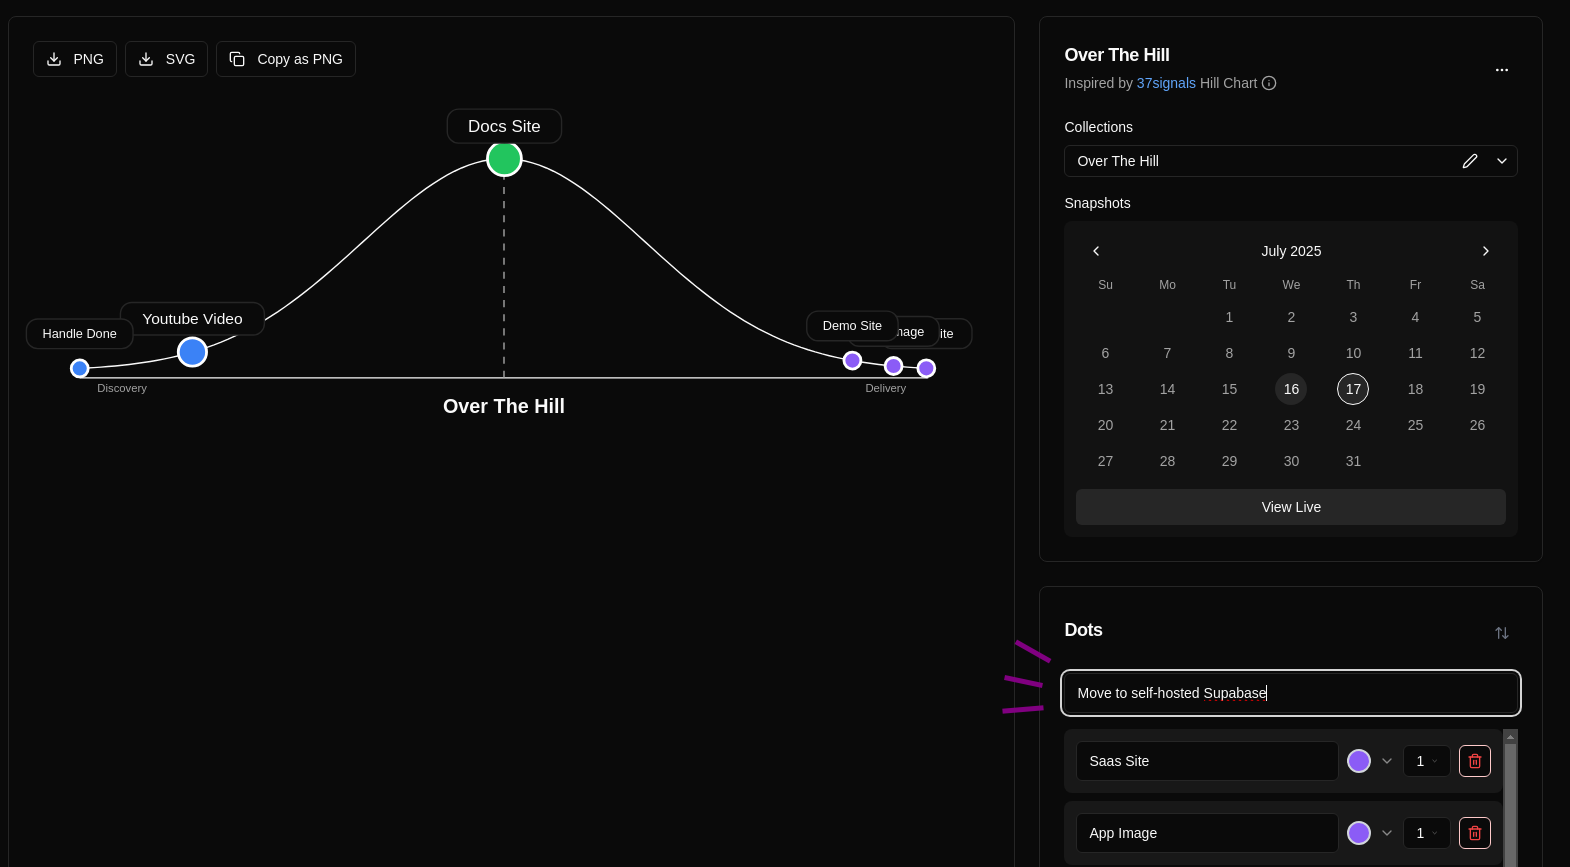 PNG
SVG
Copy as PNG
Docs Site
Youtube Video
Handle Done
Demo Site
Discovery
Delivery
Over The Hill
Over The Hill
Inspired by 37signals Hill Chart
Collections
Over The Hill
Snapshots
July 2025
Su Mo Tu We Th Fr Sa
1 2 3 4 5
6 7 8 9 10 11 12
13 14 15 16 17 18 19
20 21 22 23 24 25 26
27 28 29 30 31
View Live
Dots
Move to self-hosted Supabase
Saas Site
1
App Image
1